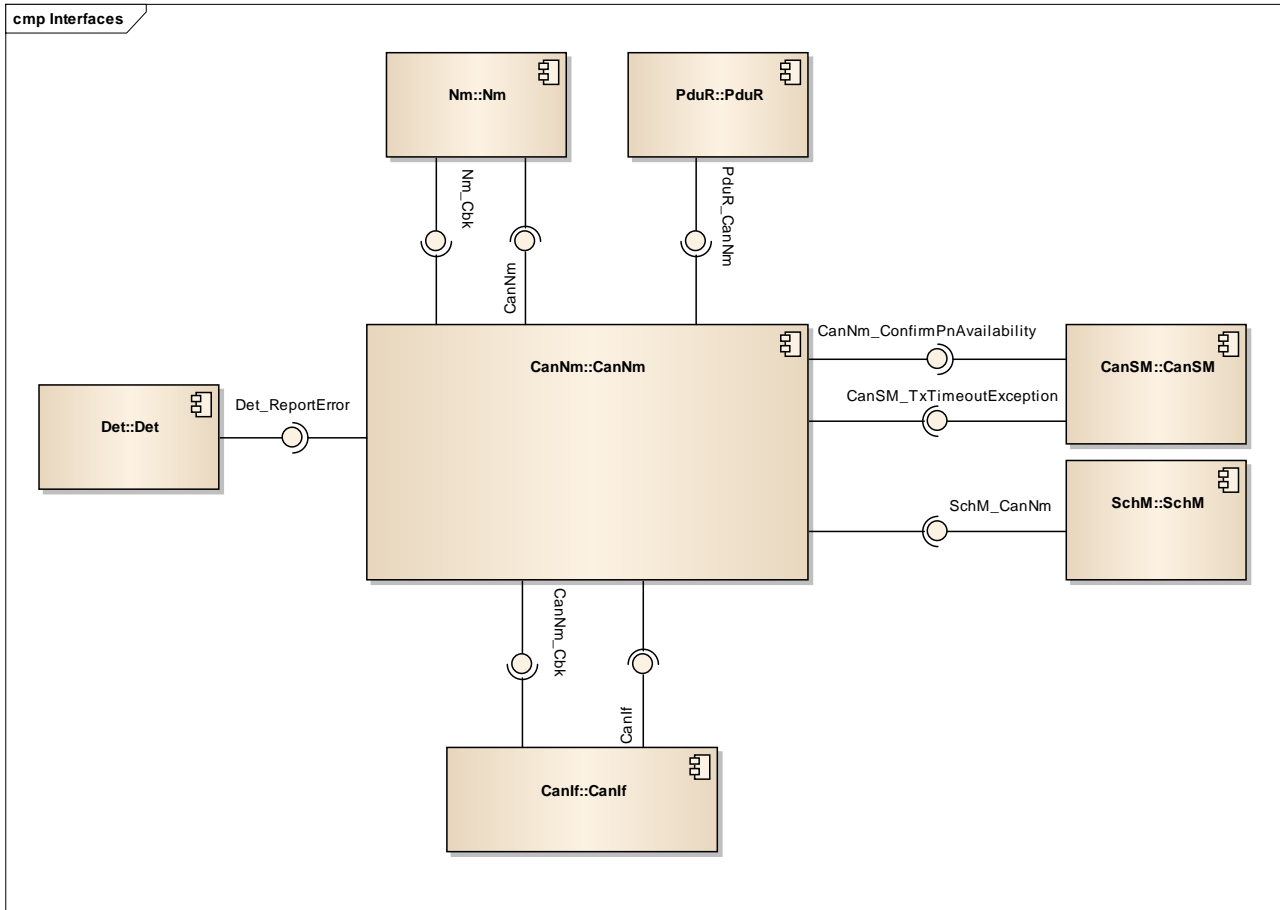 cmp Interfaces
Nm::Nm
PduR::PduR
Nm_Cbk
CanNm
PduR_CanNm
CanNm::CanNm
CanNm_ConfirmPnAvailability
CanSM::CanSM
CanSM_TxTimeoutException
Det::Det
Det_ReportError
SchM_CanNm
SchM::SchM
CanNm_Cbk
CanIf
CanIf::CanIf